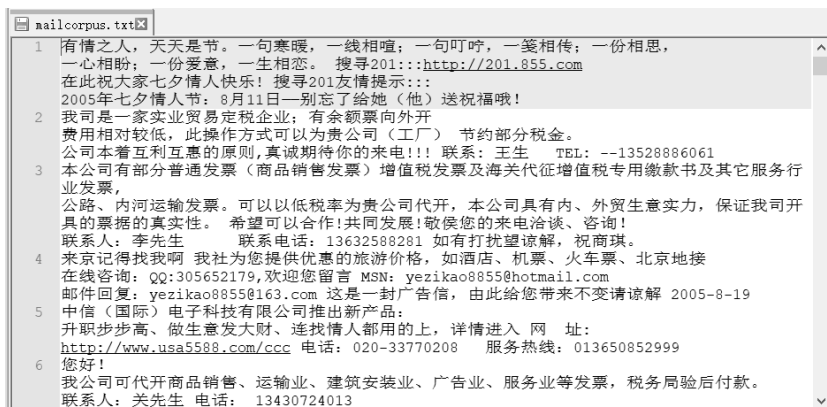 mailcorpus.txt
1 有情之人，天天是节。一句寒暖，一线相喧；一句叮咛，一笺相传；一份相思，
一心相盼；一份爱意，一生相恋。 搜寻201:::http://201.855.com
在此祝大家七夕情人快乐! 搜寻201友情提示:::
2005年七夕情人节：8月11日—别忘了给她（他）送祝福哦!
2 我司是一家实业贸易定税企业；有余额票向外开
费用相对较低，此操作方式可以为贵公司（工厂） 节约部分税金。
公司本着互利互惠的原则,真诚期待你的来电!!! 联系: 王生 TEL: --13528886061
3 本公司有部分普通发票（商品销售发票）增值税发票及海关代征增值税专用缴款书及其它服务行
业发票,
公路、内河运输发票。可以以低税率为贵公司代开，本公司具有内、外贸生意实力，保证我司开
具的票据的真实性。 希望可以合作!共同发展!敬侯您的来电洽谈、咨询!
联系人：李先生 联系电话：13632588281 如有打扰望谅解，祝商琪。
4 来京记得找我啊 我社为您提供优惠的旅游价格，如酒店、机票、火车票、北京地接
在线咨询：QQ:305652179,欢迎您留言 MSN：yezikao8855@hotmail.com
邮件回复：yezikao8855@163.com 这是一封广告信，由此给您带来不变请谅解 2005-8-19
5 中信（国际）电子科技有限公司推出新产品:
升职步步高、做生意发大财、连找情人都用的上，详情进入 网 址:
http://www.usa5588.com/ccc 电话：020-33770208 服务热线：013650852999
6 您好!
我公司可代开商品销售、运输业、建筑安装业、广告业、服务业等发票，税务局验后付款。
联系人：关先生 电话： 13430724013